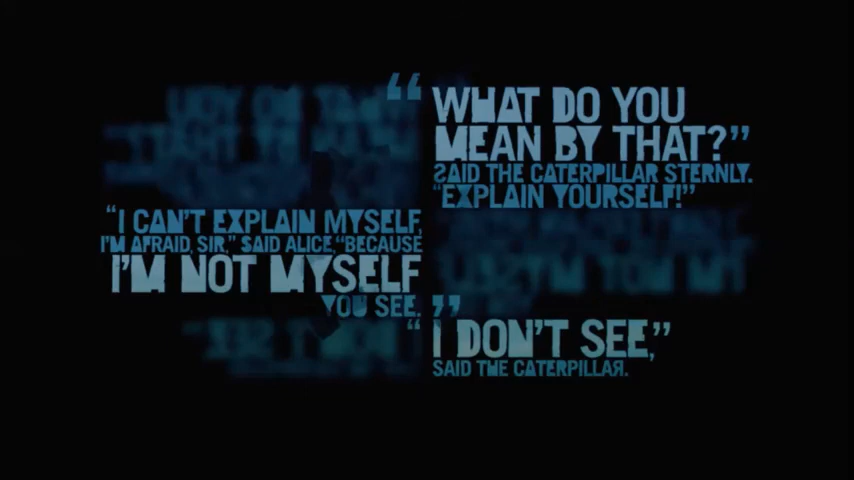 “WHAT DO YOU
MEAN BY THAT?”
SAID THE CATERPILLAR STERNLY.
“EXPLAIN YOURSELF!”
“I CAN'T EXPLAIN MYSELF,
I'M AFRAID, SIR,” SAID ALICE, “BECAUSE
I'M NOT MYSELF
YOU SEE.”
“I DON'T SEE,”
SAID THE CATERPILLAR.